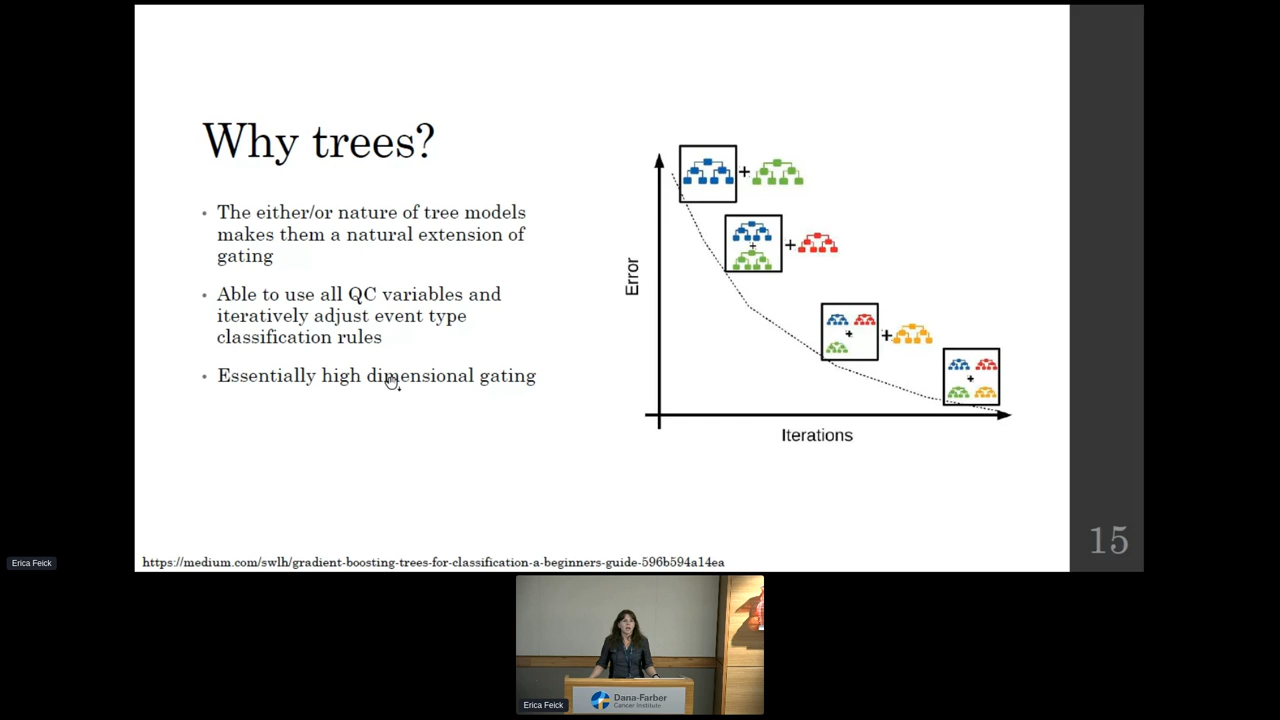 Why trees?
• The either/or nature of tree models
makes them a natural extension of
gating
• Able to use all QC variables and
iteratively adjust event type
classification rules
• Essentially high dimensional gating
Error
Iterations
15
https://medium.com/swlh/gradient-boosting-trees-for-classification-a-beginners-guide-596b594a14ea
Erica Feick
Dana-Farber
Cancer Institute
Erica Feick